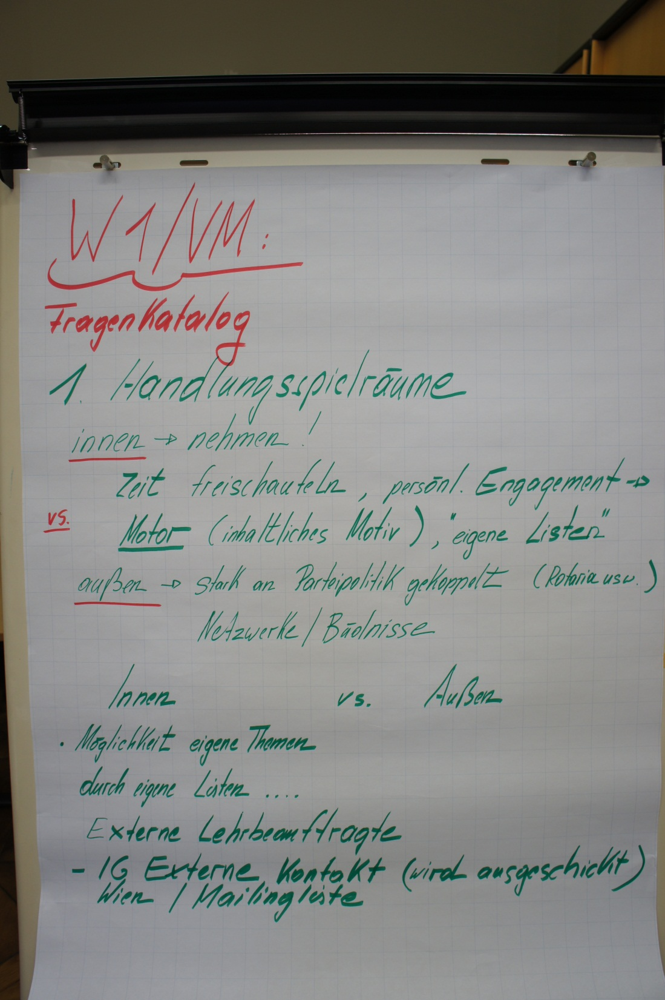 W1/VM:
Fragenkatalog
1. Handlungsspielräume
innen → nehmen!
Zeit freischaufeln, persönl. Engagement →
vs.
Motor (inhaltliches Motiv), "eigene Listen"
außen → stark an Parteipolitik gekoppelt (Rotaria usw.)
Netzwerke / Büdnisse
Innen vs. Außen
· Möglichkeit eigene Themen
durch eigene Listen ....
Externe Lehrbeauftragte
- IG Externe Kontakt (wird ausgeschickt)
Wien / Mailingliste